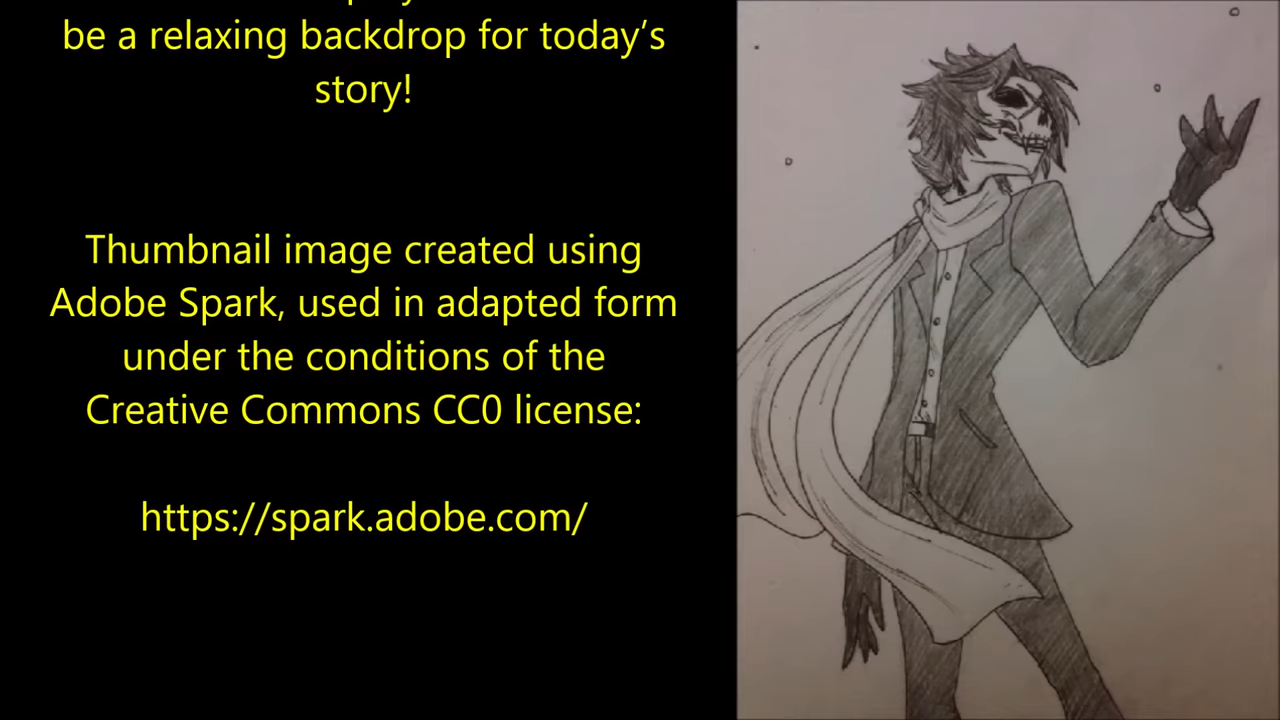 be a relaxing backdrop for today’s
story!
Thumbnail image created using
Adobe Spark, used in adapted form
under the conditions of the
Creative Commons CC0 license:
https://spark.adobe.com/